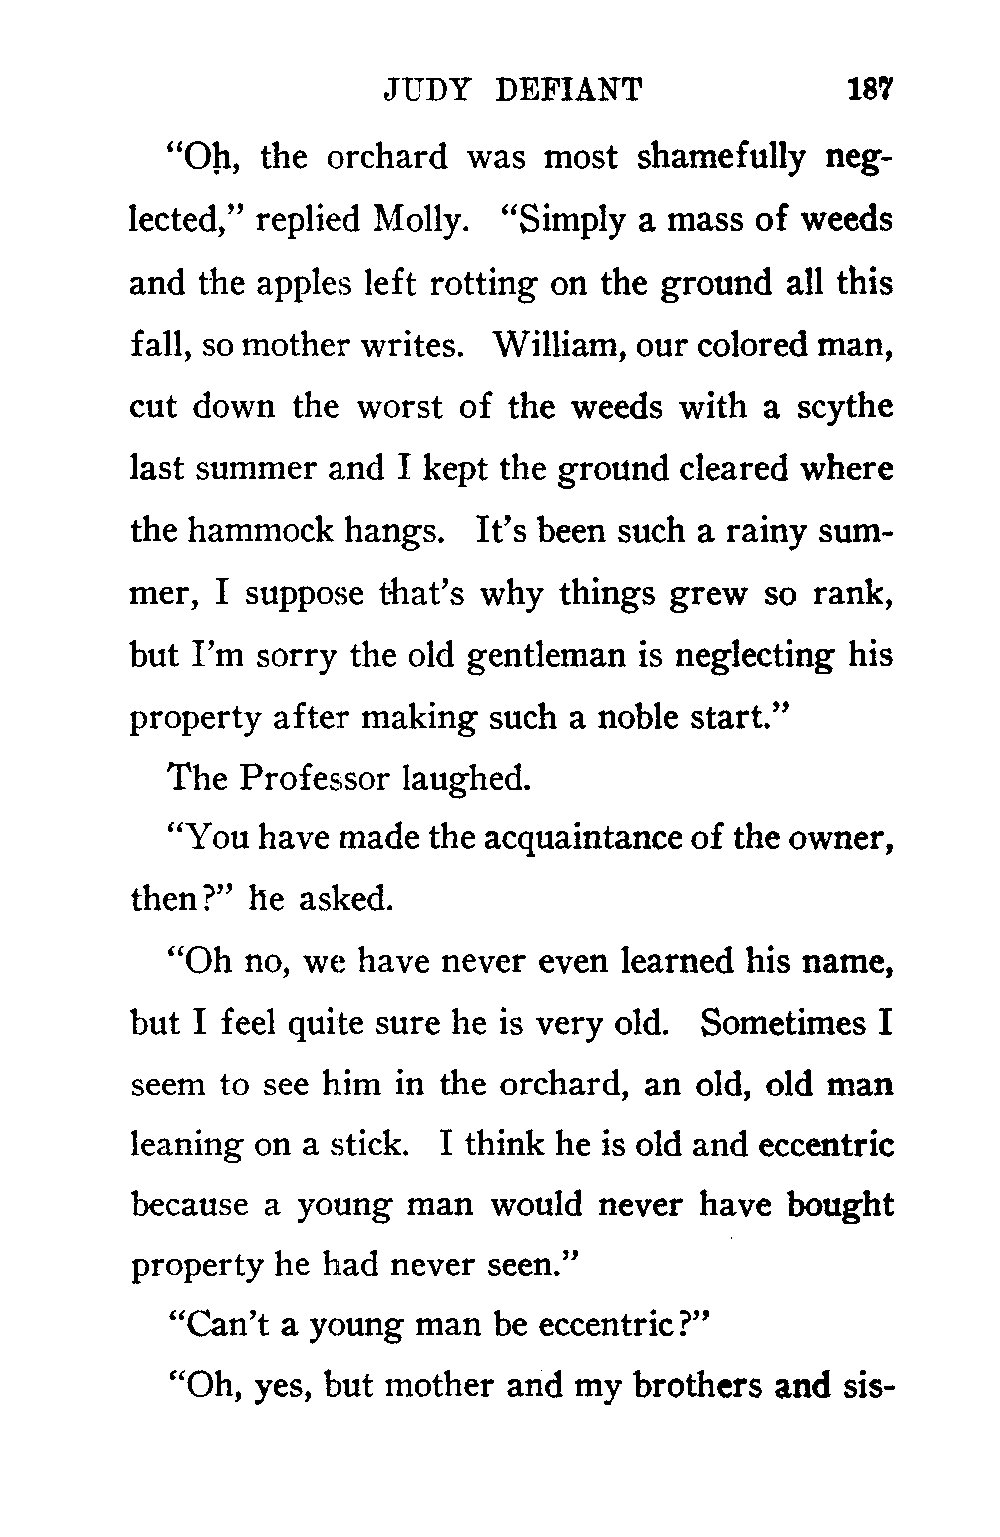 JUDY DEFIANT 187
“Oh, the orchard was most shamefully neg-
lected,” replied Molly. “Simply a mass of weeds
and the apples left rotting on the ground all this
fall, so mother writes. William, our colored man,
cut down the worst of the weeds with a scythe
last summer and I kept the ground cleared where
the hammock hangs. It’s been such a rainy sum-
mer, I suppose that’s why things grew so rank,
but I’m sorry the old gentleman is neglecting his
property after making such a noble start.”
The Professor laughed.
“You have made the acquaintance of the owner,
then?” he asked.
“Oh no, we have never even learned his name,
but I feel quite sure he is very old. Sometimes I
seem to see him in the orchard, an old, old man
leaning on a stick. I think he is old and eccentric
because a young man would never have bought
property he had never seen.”
“Can’t a young man be eccentric?”
“Oh, yes, but mother and my brothers and sis-